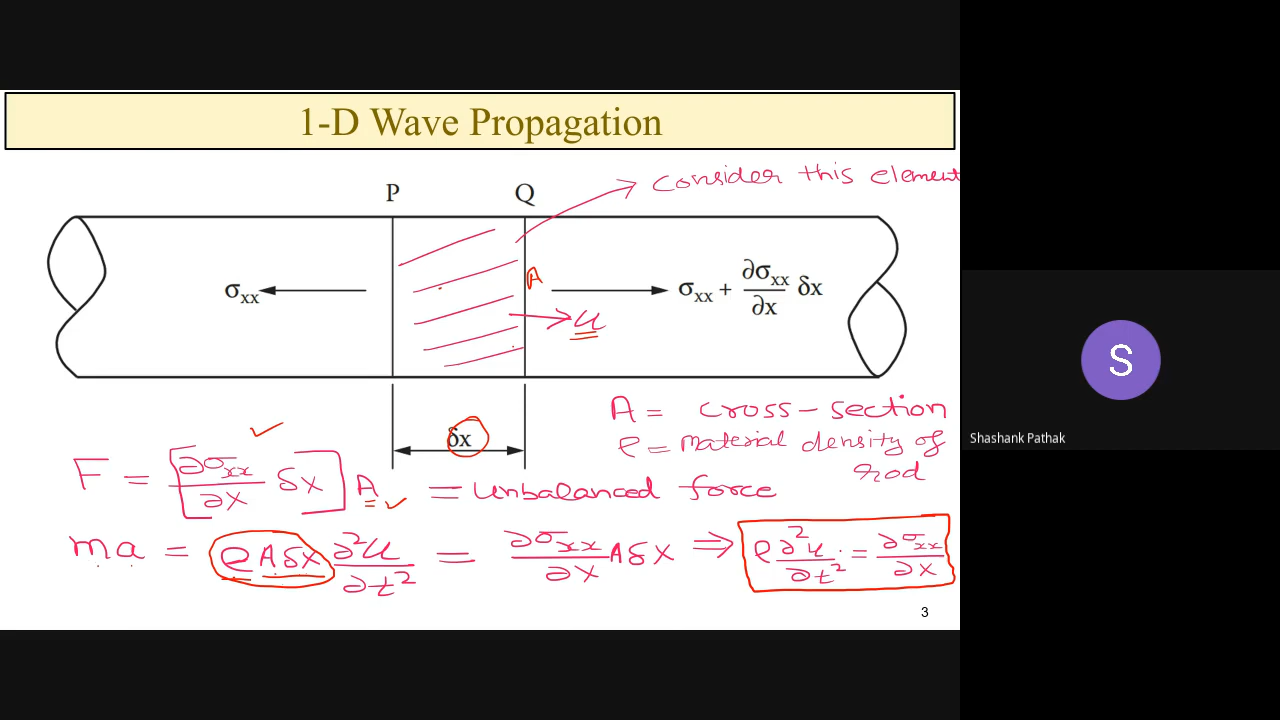 1-D Wave Propagation
consider this element
P Q
σxx
A
σxx + ∂σxx/∂x δx
u
A = cross-section
ρ = material density of rod
δx
F = [∂σxx/∂x δx] A = unbalanced force
ma = ρAδx ∂²u/∂t² = ∂σxx/∂x Aδx ⇒ ρ ∂²u/∂t² = ∂σxx/∂x
3
S
Shashank Pathak